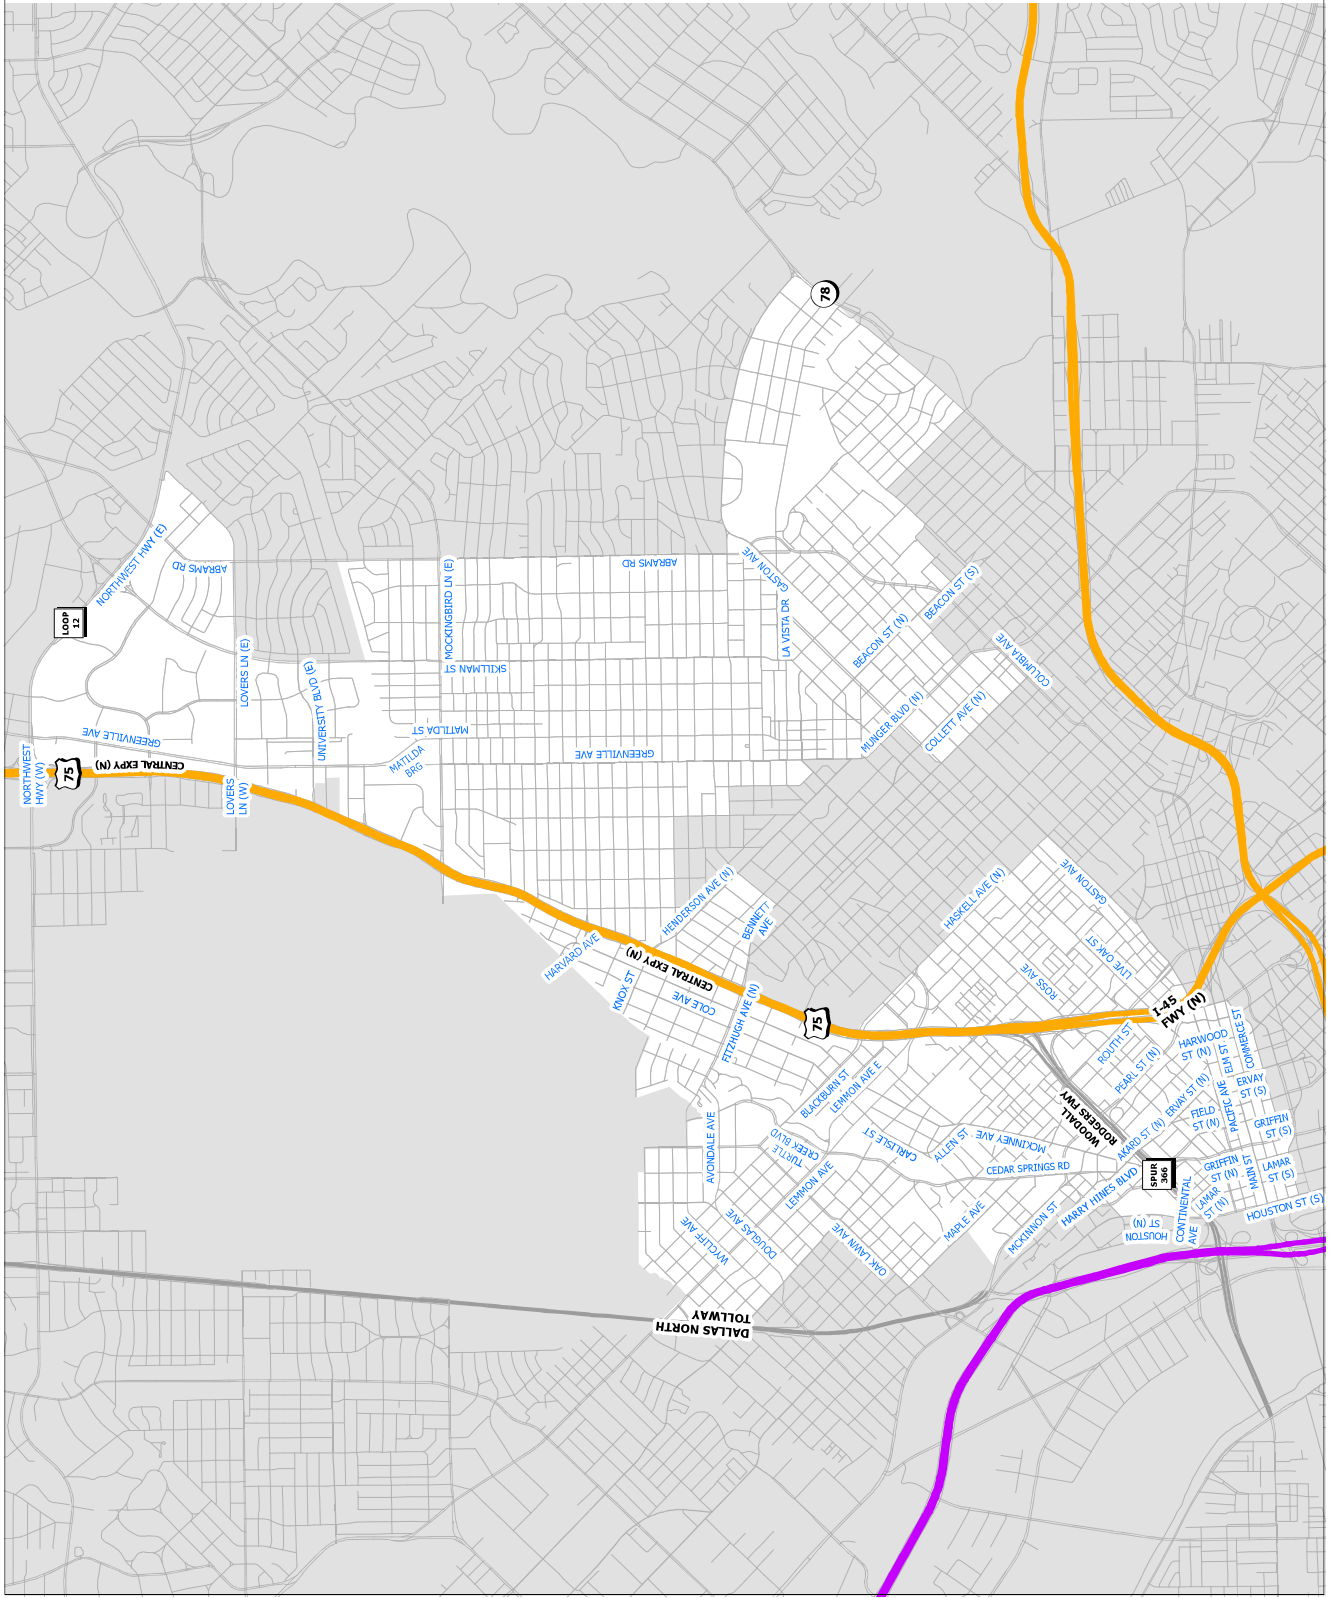 78
NORTHWEST HWY (E)
ABRAMS RD
LOOP
12
MOCKINGBIRD LN (E)
ABRAMS RD
GASTON AVE
LA VISTA DR
BEACON ST (S)
BEACON ST (N)
COLUMBIA AVE
LOVERS LN (E)
UNIVERSITY BLVD (E)
SKILLMAN ST
MUNGER BLVD (N)
COLLETT AVE (N)
GREENVILLE AVE
MATILDA ST
MATILDA
BRG
GREENVILLE AVE
NORTHWEST
HWY (W)
75
CENTRAL EXPY (N)
LOVERS
LN (W)
HENDERSON AVE (N)
BENNETT
AVE
HASKELL AVE (N)
GASTON AVE
HARVARD AVE
CENTRAL EXPY (N)
KNOX ST
COLE AVE
FITZHUGH AVE (N)
75
LIVE OAK ST
ROSS AVE
I-45
FWY (N)
ROUTH ST
PEARL ST (N)
HARWOOD
ST (N)
ELM ST
COMMERCE ST
BLACKBURN ST
LEMMON AVE E
WOODALL
RODGERS FWY
ERVAY ST (N)
ERVAY
ST (S)
PACIFIC AVE
FIELD
ST (N)
GRIFFIN
ST (S)
AKARD ST (N)
AVONDALE AVE
TURTLE
CREEK BLVD
CARLISLE ST
ALLEN ST
MCKINNEY AVE
CEDAR SPRINGS RD
LEMMON AVE
HARRY HINES BLVD
SPUR
366
GRIFFIN
ST (N)
MAIN ST
LAMAR
ST (S)
LAMAR
ST (N)
CONTINENTAL
AVE
HOUSTON ST (S)
HOUSTON
ST (N)
MCKINNON ST
MAPLE AVE
OAK LAWN AVE
DOUGLAS AVE
WYCLIFF AVE
DALLAS NORTH
TOLLWAY